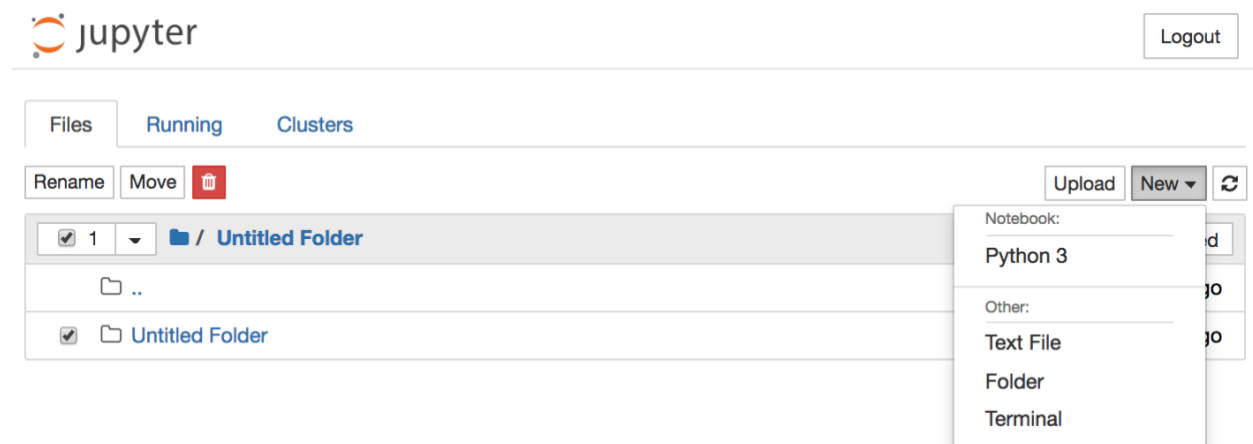 jupyter
Logout
Files Running Clusters
Rename Move Upload New
1 / Untitled Folder
..
Untitled Folder
Notebook:
Python 3
Other:
Text File
Folder
Terminal